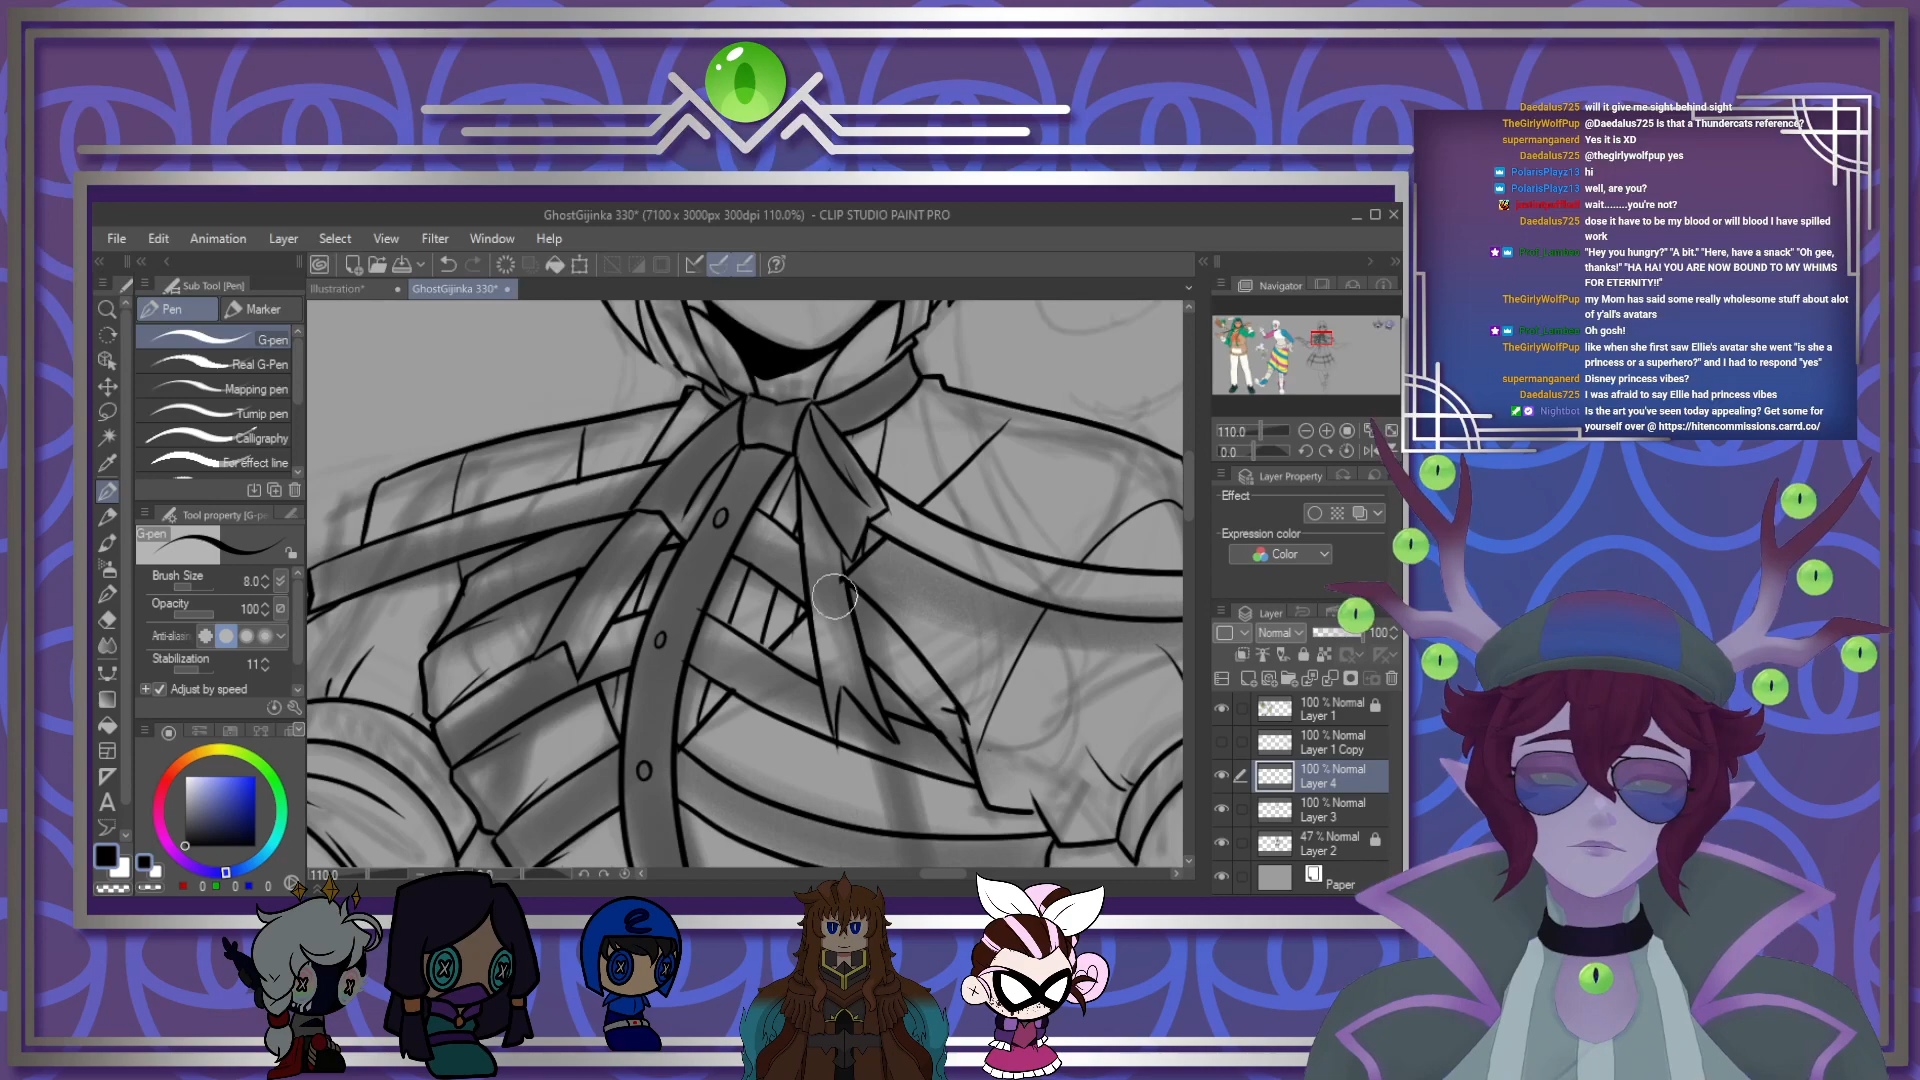 Daedalus725 will it give me sight behind sight
TheGirlyWolfPup @Daedalus725 Is that a Thundercats reference?
supermanganerd Yes it is XD
Daedalus725 @thegirlywolfpup yes
PolarisPlayz13 hi
PolarisPlayz13 well, are you?
wait........you're not?
Daedalus725 dose it have to be my blood or will blood I have spilled
work
"Hey you hungry?" "A bit." "Here, have a snack" "Oh gee,
thanks!" "HA HA! YOU ARE NOW BOUND TO MY WHIMS
FOR ETERNITY!!"
TheGirlyWolfPup my Mom has said some really wholesome stuff about alot
of y'all's avatars
Oh gosh!
TheGirlyWolfPup like when she first saw Ellie's avatar she went "is she a
princess or a superhero?" and I had to respond "yes"
supermanganerd Disney princess vibes?
Daedalus725 I was afraid to say Ellie had princess vibes
Nightbot Is the art you've seen today appealing? Get some for
yourself over @ https://hitencommissions.carrd.co/
GhostGijinka 330* (7100 x 3000px 300dpi 110.0%) - CLIP STUDIO PAINT PRO
File Edit Animation Layer Select View Filter Window Help
Sub Tool [Pen]
Illustration*
GhostGijinka 330*
Navigator
Pen
Marker
G-pen
Real G-Pen
Mapping pen
Turnip pen
Calligraphy
For effect line
Tool property [G-pe
G-pen
Brush Size 8.0
Opacity 100
Anti-aliasin
Stabilization 11
Adjust by speed
0 0 0
110.0
110.0
0.0
Layer Property
Effect
Expression color
Color
Layer
Normal 100
100 % Normal
Layer 1
100 % Normal
Layer 1 Copy
100 % Normal
Layer 4
100 % Normal
Layer 3
47 % Normal
Layer 2
Paper